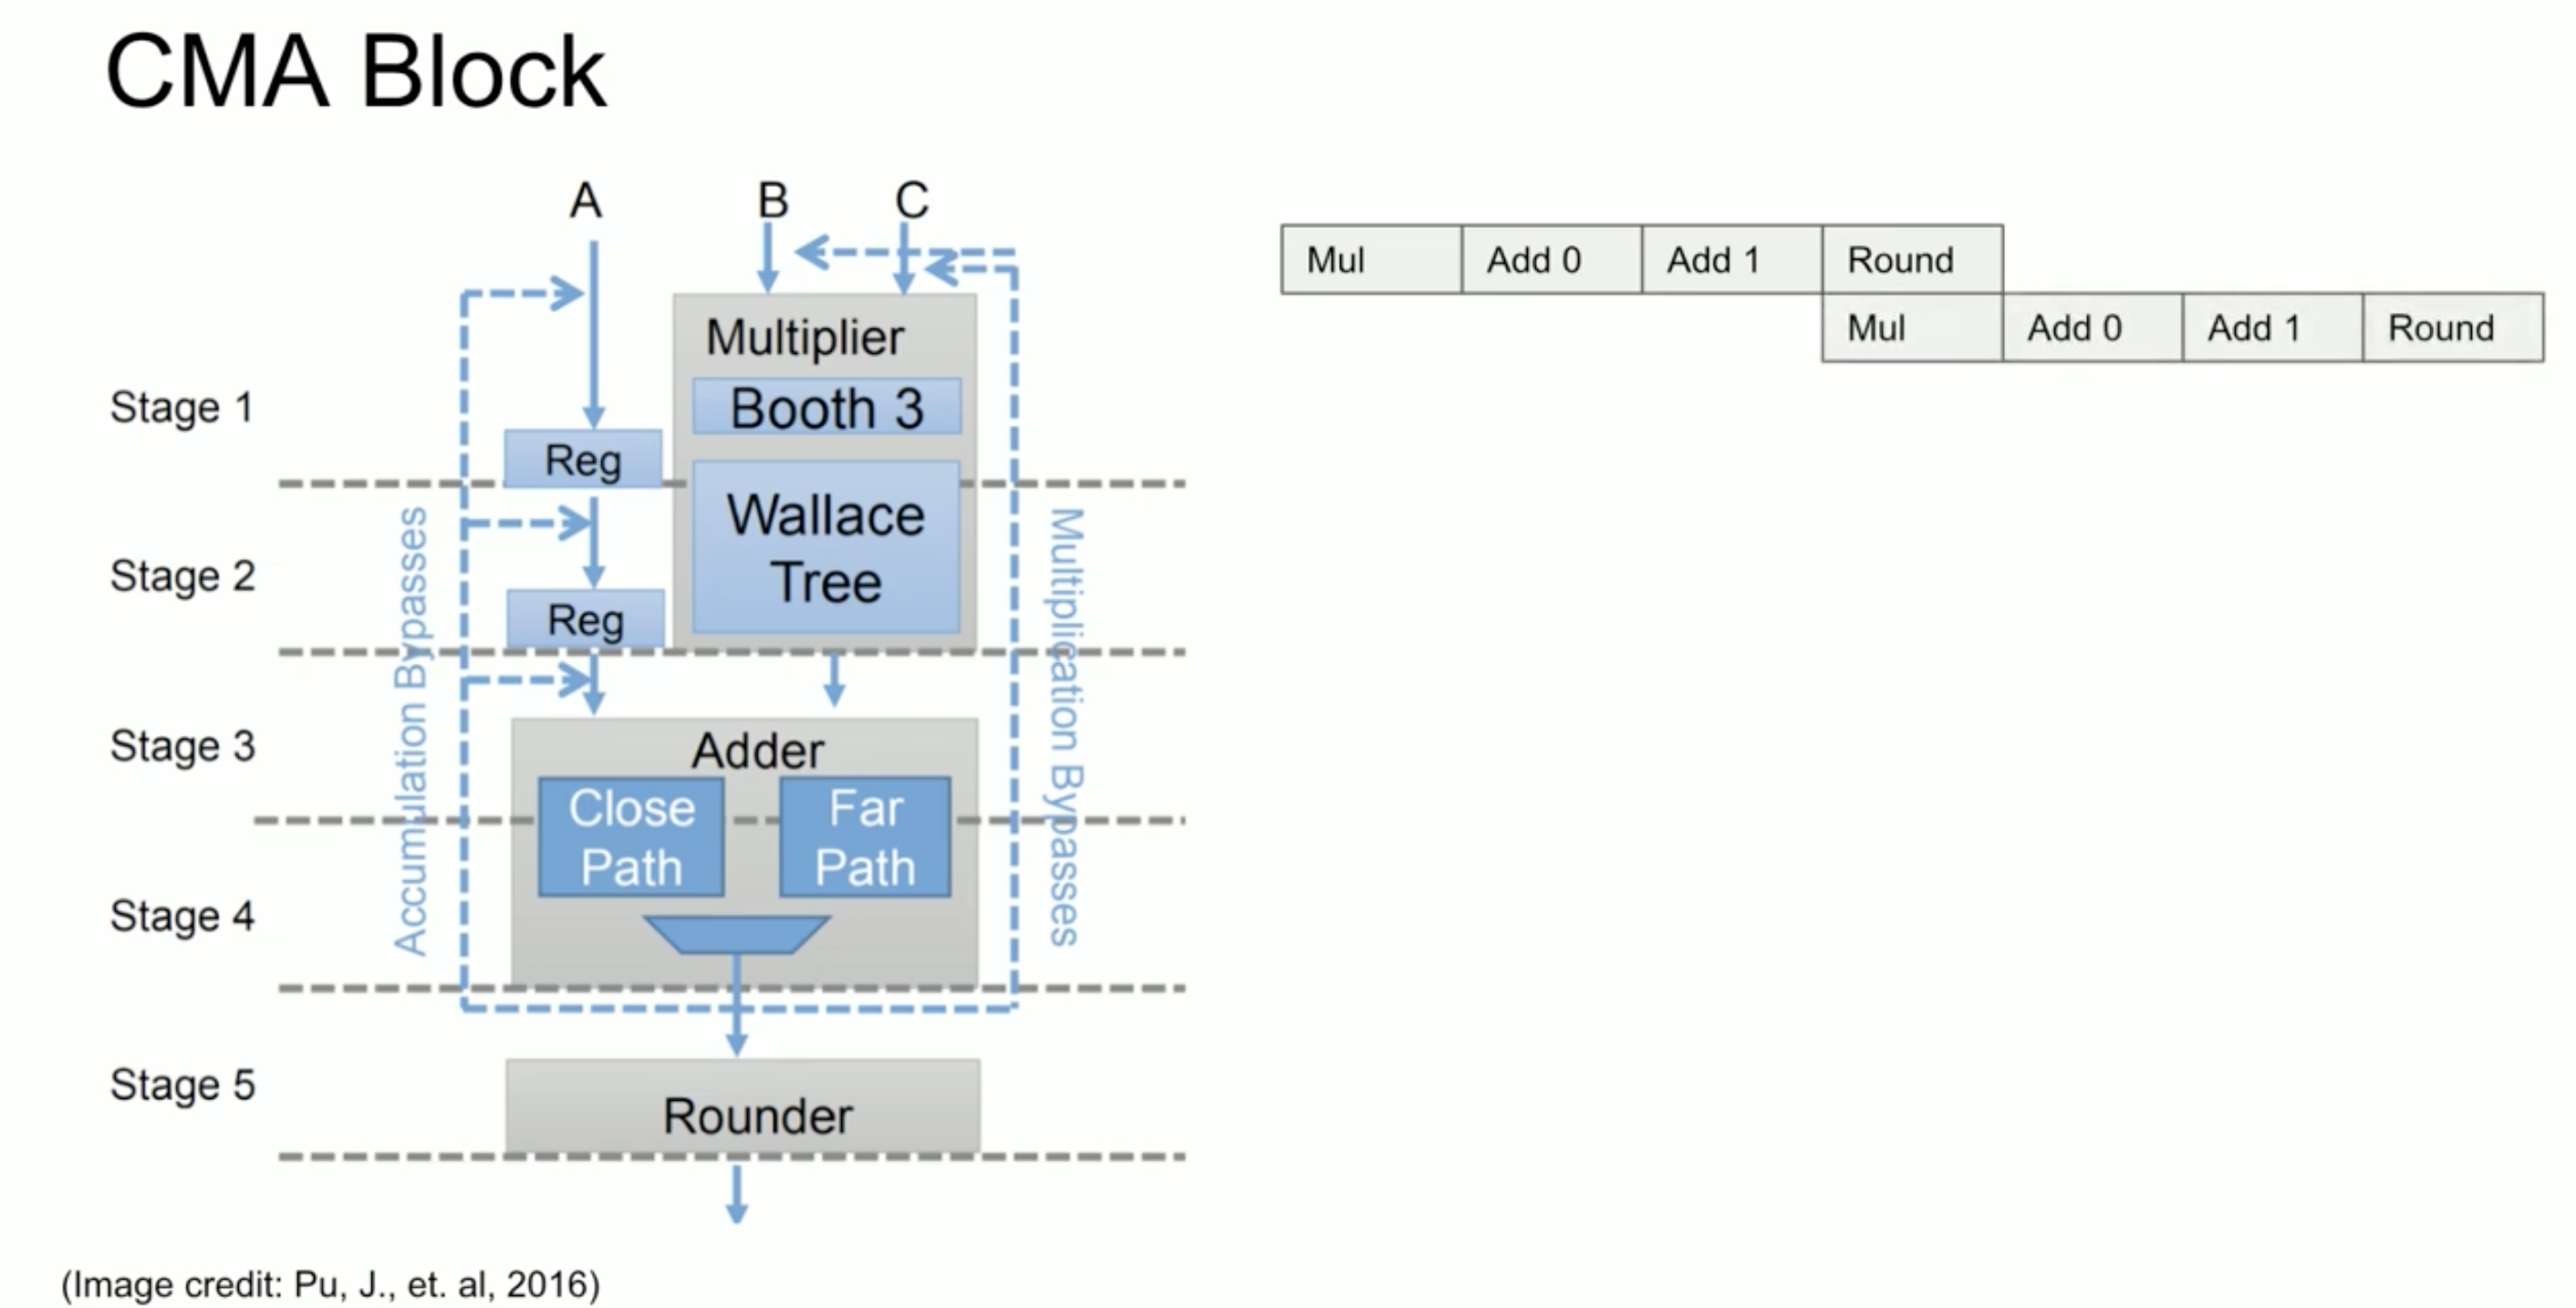 CMA Block
A
B
C
Mul
Add 0
Add 1
Round
Mul
Add 0
Add 1
Round
Multiplier
Booth 3
Stage 1
Reg
Wallace
Tree
Stage 2
Reg
Accumulation Bypasses
Multiplication Bypasses
Stage 3
Adder
Close
Path
Far
Path
Stage 4
Stage 5
Rounder
(Image credit: Pu, J., et. al, 2016)